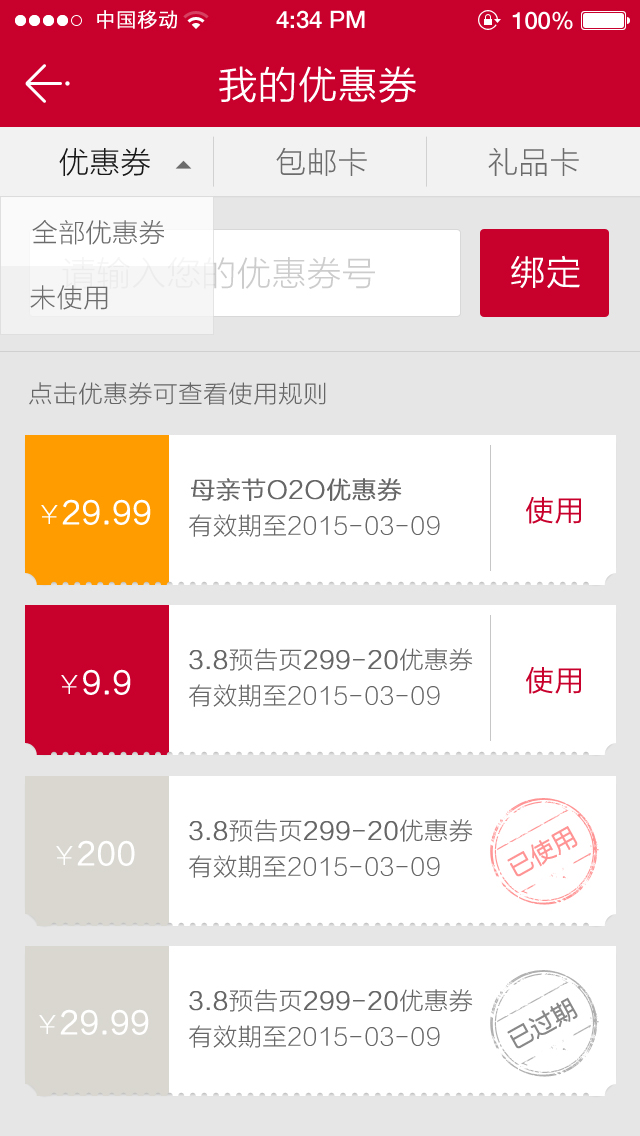 中国移动 4:34 PM 100%
我的优惠券
优惠券 包邮卡 礼品卡
全部优惠券
请输入您的优惠券号 绑定
未使用
点击优惠券可查看使用规则
¥29.99
母亲节O2O优惠券
有效期至2015-03-09
使用
¥9.9
3.8预告页299-20优惠券
有效期至2015-03-09
使用
¥200
3.8预告页299-20优惠券
有效期至2015-03-09
已使用
¥29.99
3.8预告页299-20优惠券
有效期至2015-03-09
已过期